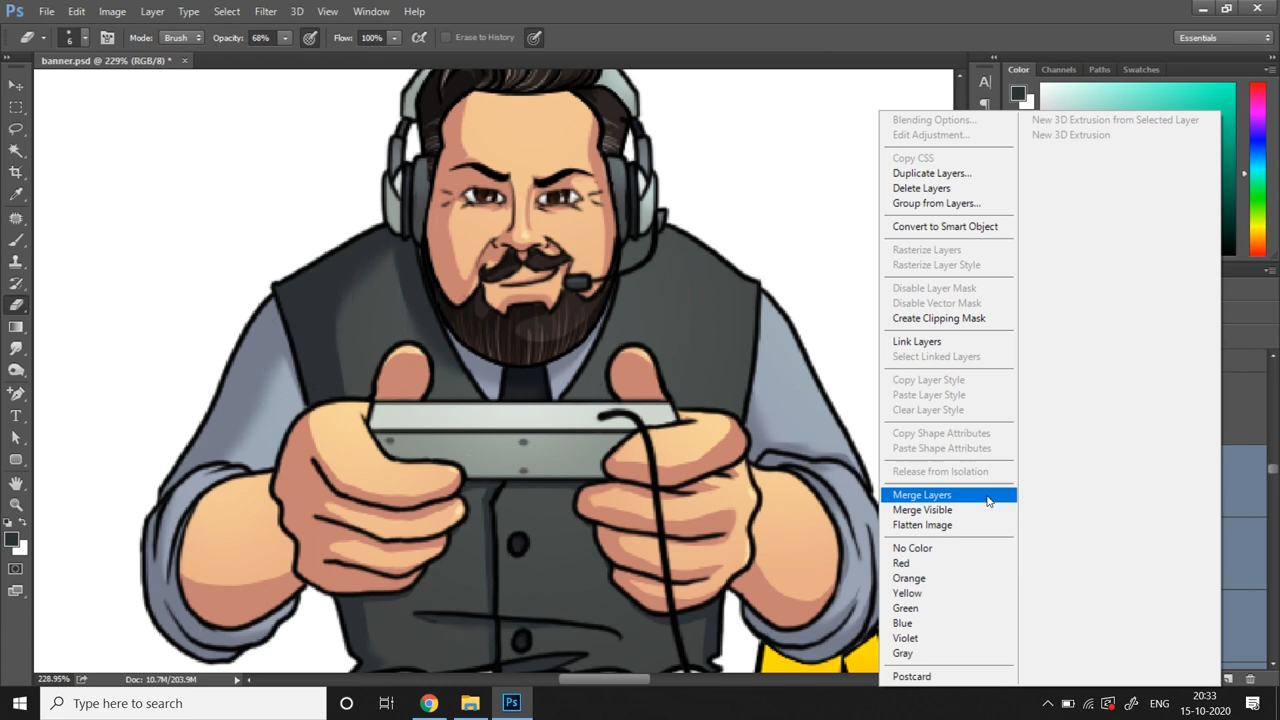 Ps File Edit Image Layer Type Select Filter 3D View Window Help
6 Mode: Brush Opacity: 68% Flow: 100% Erase to History Essentials
banner.psd @ 229% (RGB/8) * ×
Color Channels Paths Swatches
Blending Options...
Edit Adjustment...
Copy CSS
Duplicate Layers...
Delete Layers
Group from Layers...
Convert to Smart Object
Rasterize Layers
Rasterize Layer Style
Disable Layer Mask
Disable Vector Mask
Create Clipping Mask
Link Layers
Select Linked Layers
Copy Layer Style
Paste Layer Style
Clear Layer Style
Copy Shape Attributes
Paste Shape Attributes
Release from Isolation
Merge Layers
Merge Visible
Flatten Image
No Color
Red
Orange
Yellow
Green
Blue
Violet
Gray
Postcard
New 3D Extrusion from Selected Layer
New 3D Extrusion
228.95% Doc: 10.7M/203.9M
Type here to search
Ps
ENG
20:33
15-10-2020